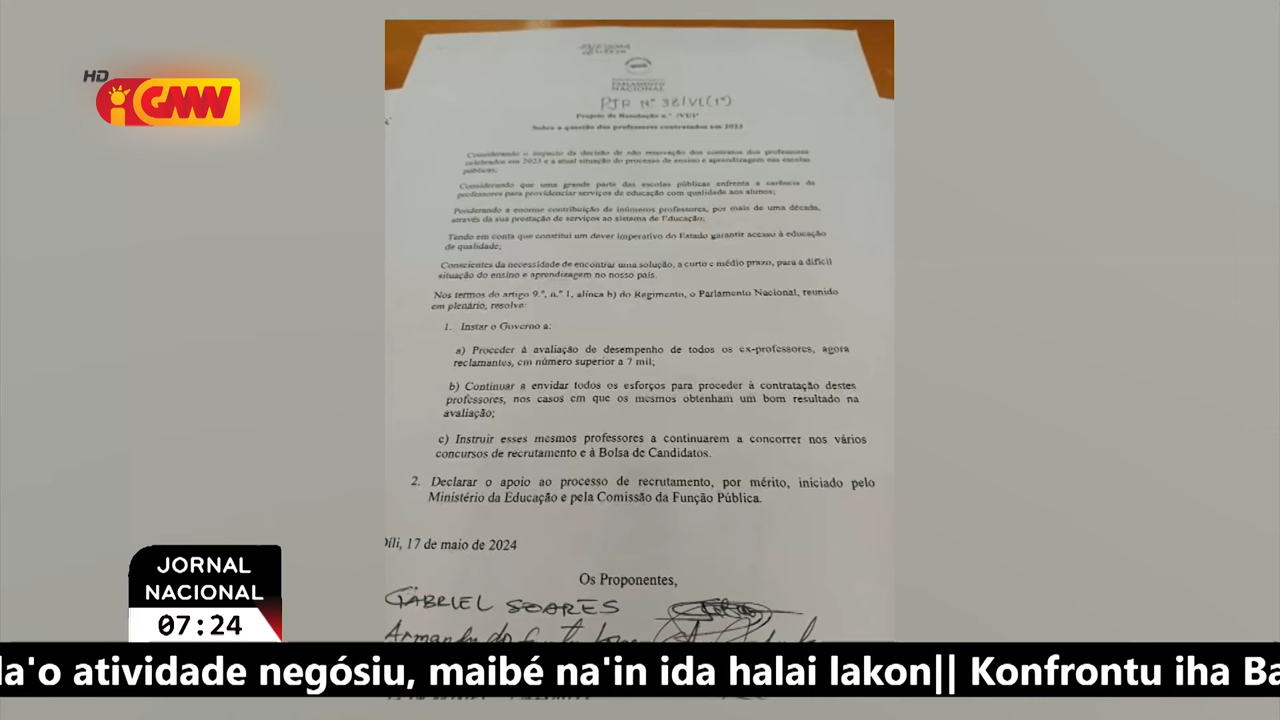 HD
GMW
PARLAMENTO
NACIONAL
PJR Nº 38/VI(1ª)
Projeto de Resolução n.º /VI/1ª
Sobre a questão dos professores contratados em 2023
Considerando o impacto da decisão de não renovação dos contratos dos professores
celebrados em 2023 e a atual situação do processo de ensino e aprendizagem nas escolas
públicas;
Considerando que uma grande parte das escolas públicas enfrenta a carência de
professores para providenciar serviços de educação com qualidade aos alunos;
Ponderando a enorme contribuição de inúmeros professores, por mais de uma década,
através da sua prestação de serviços ao sistema de Educação;
Tendo em conta que constitui um dever imperativo do Estado garantir acesso à educação
de qualidade;
Conscientes da necessidade de encontrar uma solução, a curto e médio prazo, para a difícil
situação do ensino e aprendizagem no nosso país.
Nos termos do artigo 9.º, n.º 1, alínea b) do Regimento, o Parlamento Nacional, reunido
em plenário, resolve:
1. Instar o Governo a:
a) Proceder à avaliação de desempenho de todos os ex-professores, agora
reclamantes, em número superior a 7 mil;
b) Continuar a envidar todos os esforços para proceder à contratação destes
professores, nos casos em que os mesmos obtenham um bom resultado na
avaliação;
c) Instruir esses mesmos professores a continuarem a concorrer nos vários
concursos de recrutamento e à Bolsa de Candidatos.
2. Declarar o apoio ao processo de recrutamento, por mérito, iniciado pelo
Ministério da Educação e pela Comissão da Função Pública.
Díli, 17 de maio de 2024
Os Proponentes,
GABRIEL SOARES
JORNAL
NACIONAL
07:24
la'o atividade negósiu, maibé na'in ida halai lakon|| Konfrontu iha Ba